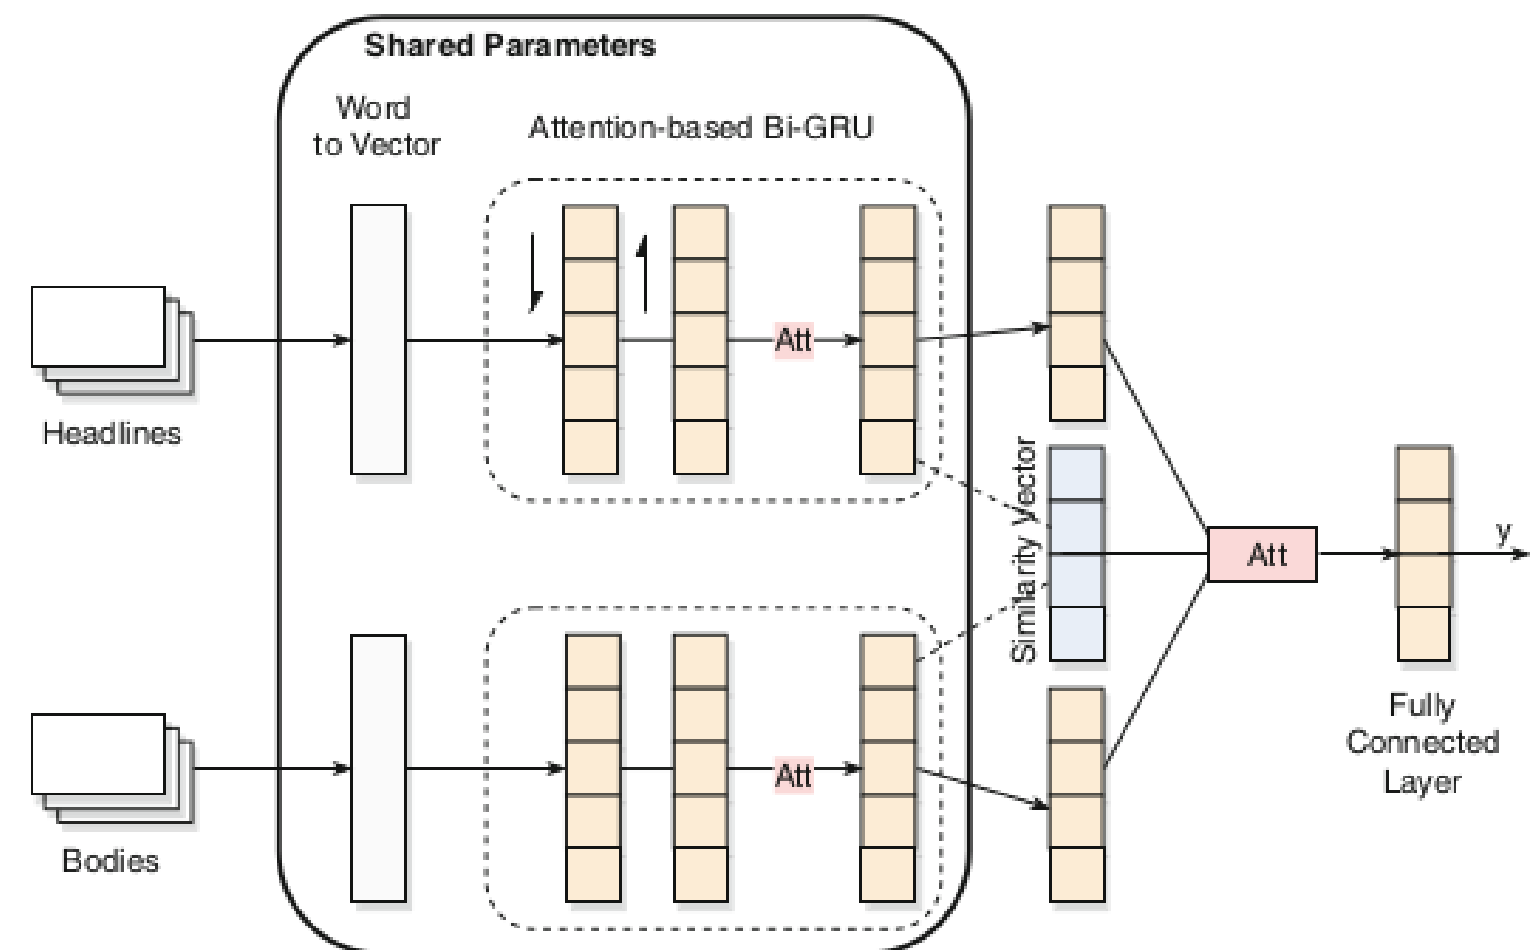 Shared Parameters
Word
to Vector
Attention-based Bi-GRU
Att
Headlines
Similarity Vector
Att
y
Att
Bodies
Fully
Connected
Layer